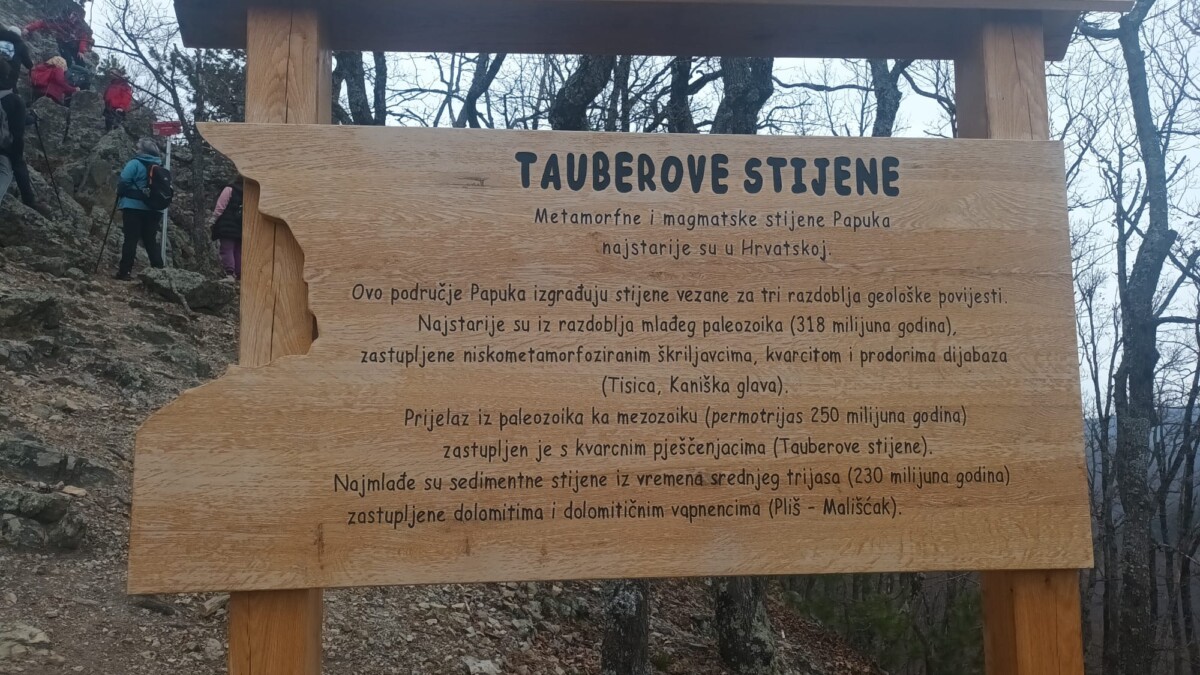 TAUBEROVE STIJENE
Metamorfne i magmatske stijene Papuka
najstarije su u Hrvatskoj.
Ovo područje Papuka izgrađuju stijene vezane za tri razdoblja geološke povijesti.
Najstarije su iz razdoblja mlađeg paleozoika (318 milijuna godina),
zastupljene niskometamorfoziranim škriljavcima, kvarcitom i prodorima dijabaza
(Tisica, Kaniška glava).
Prijelaz iz paleozoika ka mezozoiku (permotrijas 250 milijuna godina)
zastupljen je s kvarcnim pješčenjacima (Tauberove stijene).
Najmlađe su sedimentne stijene iz vremena srednjeg trijasa (230 milijuna godina)
zastupljene dolomitima i dolomitičnim vapnencima (Pliš - Mališćak).